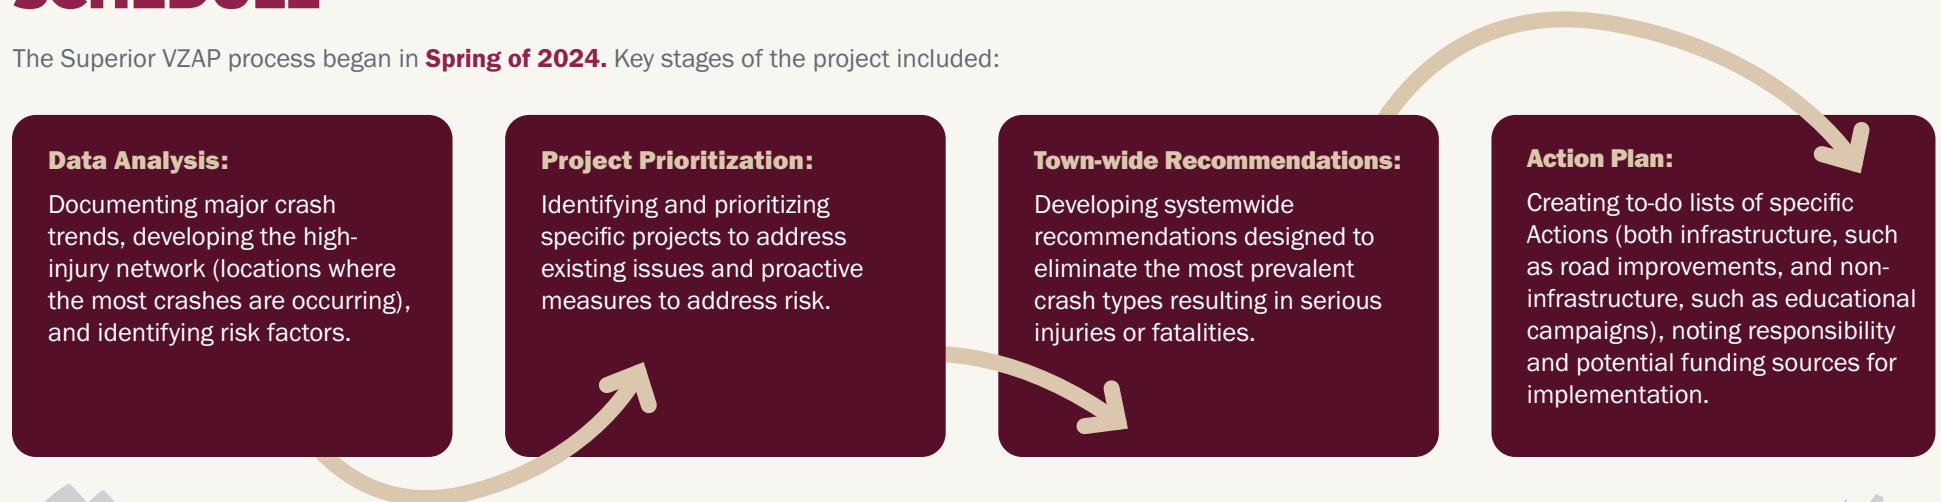 SCHEDULE
The Superior VZAP process began in Spring of 2024. Key stages of the project included:
Data Analysis:
Documenting major crash
trends, developing the high-
injury network (locations where
the most crashes are occurring),
and identifying risk factors.
Project Prioritization:
Identifying and prioritizing
specific projects to address
existing issues and proactive
measures to address risk.
Town-wide Recommendations:
Developing systemwide
recommendations designed to
eliminate the most prevalent
crash types resulting in serious
injuries or fatalities.
Action Plan:
Creating to-do lists of specific
Actions (both infrastructure, such
as road improvements, and non-
infrastructure, such as educational
campaigns), noting responsibility
and potential funding sources for
implementation.